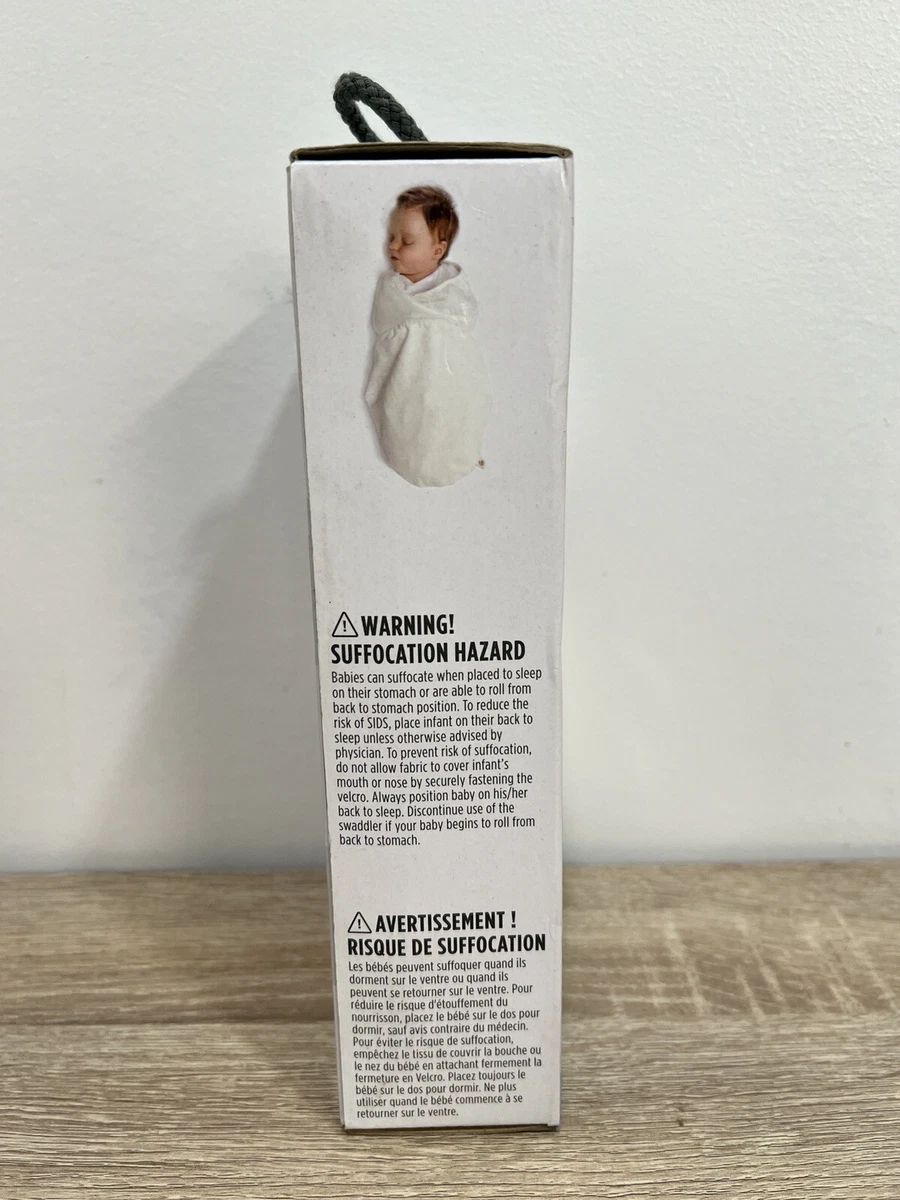 WARNING!
SUFFOCATION HAZARD
Babies can suffocate when placed to sleep
on their stomach or are able to roll from
back to stomach position. To reduce the
risk of SIDS, place infant on their back to
sleep unless otherwise advised by
physician. To prevent risk of suffocation,
do not allow fabric to cover infant's
mouth or nose by securely fastening the
velcro. Always position baby on his/her
back to sleep. Discontinue use of the
swaddler if your baby begins to roll from
back to stomach.
AVERTISSEMENT !
RISQUE DE SUFFOCATION
Les bébés peuvent suffoquer quand ils
dorment sur le ventre ou quand ils
peuvent se retourner sur le ventre. Pour
réduire le risque d'étouffement du
nourrisson, placez le bébé sur le dos pour
dormir, sauf avis contraire du médecin.
Pour éviter le risque de suffocation,
empêchez le tissu de couvrir la bouche ou
le nez du bébé en attachant fermement la
fermeture en Velcro. Placez toujours le
bébé sur le dos pour dormir. Ne plus
utiliser quand le bébé commence à se
retourner sur le ventre.